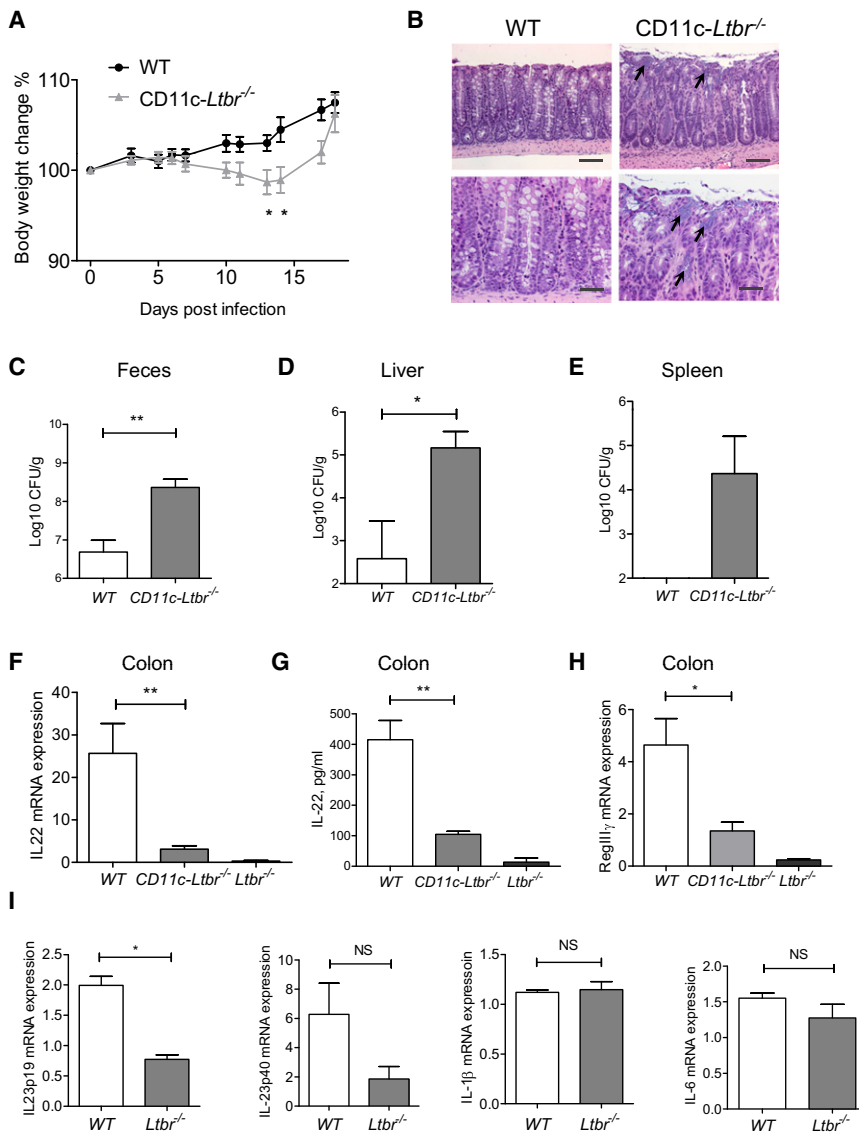 A
Body weight change %
110
100
90
WT
CD11c-Ltbr-/-
* *
0 5 10 15
Days post infection
B
WT CD11c-Ltbr-/-
C
Feces
Log10 CFU/g
10
9
8
7
6
**
WT CD11c-Ltbr-/-
D
Liver
Log10 CFU/g
6
5
4
3
2
*
WT CD11c-Ltbr-/-
E
Spleen
Log10 CFU/g
6
5
4
3
2
WT CD11c-Ltbr-/-
F
Colon
IL22 mRNA expression
40
30
20
10
0
**
WT CD11c-Ltbr-/- Ltbr-/-
G
Colon
IL-22, pg/ml
500
400
300
200
100
0
**
WT CD11c-Ltbr-/- Ltbr-/-
H
Colon
RegIIIγ mRNA expression
6
4
2
0
*
WT CD11c-Ltbr-/- Ltbr-/-
I
IL23p19 mRNA expression
2.5
2.0
1.5
1.0
0.5
0.0
*
WT Ltbr-/-
IL-23p40 mRNA expression
10
8
6
4
2
0
NS
WT Ltbr-/-
IL-1β mRNA expressoin
1.5
1.0
0.5
0.0
NS
WT Ltbr-/-
IL-6 mRNA expression
2.0
1.5
1.0
0.5
0.0
NS
WT Ltbr-/-